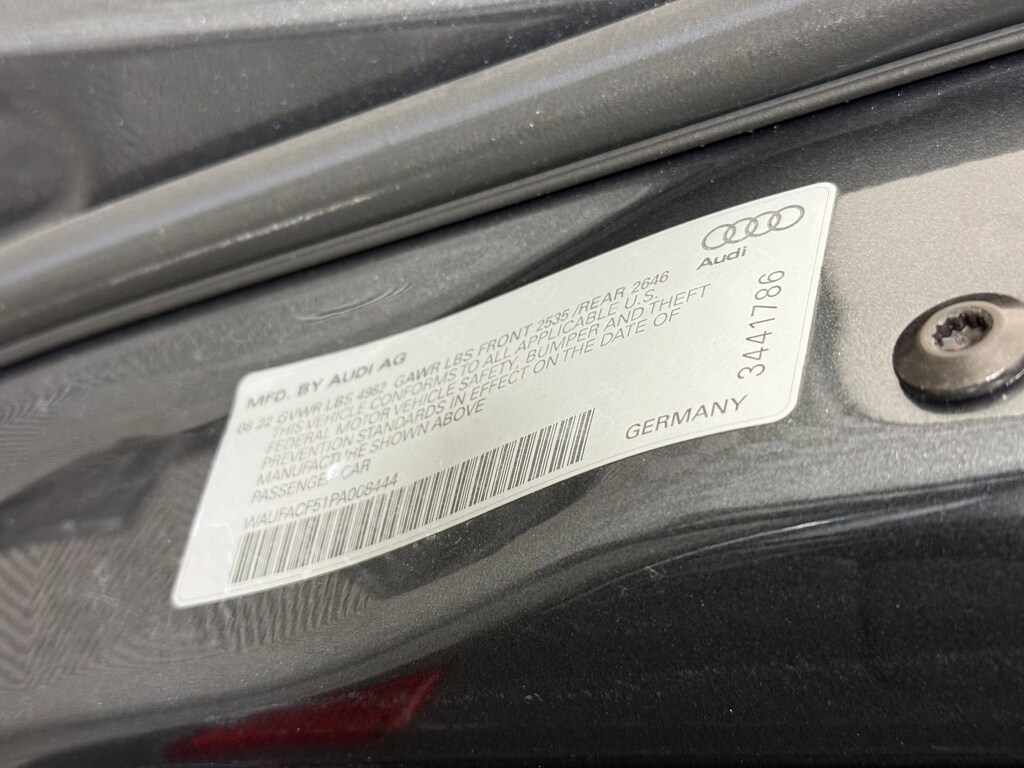 Audi
MFD. BY AUDI AG
08 22 GVWR LBS 4982 GAWR LBS FRONT 2535 /REAR 2646
THIS VEHICLE CONFORMS TO ALL APPLICABLE U.S.
FEDERAL MOTOR VEHICLE SAFETY, BUMPER AND THEFT
PREVENTION STANDARDS IN EFFECT ON THE DATE OF
MANUFACTURE SHOWN ABOVE
PASSENGER CAR
WAUFACF51PA008444
GERMANY
3441786